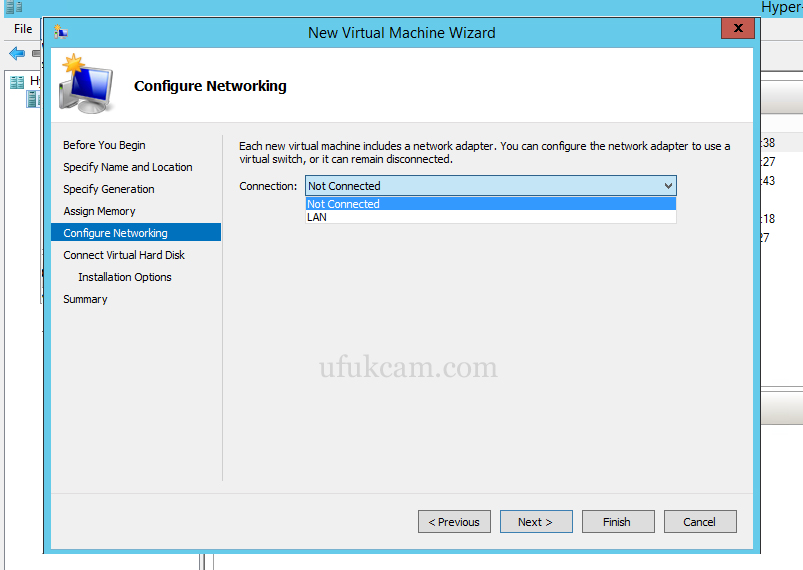 Hyper-
New Virtual Machine Wizard
x
File
Configure Networking
Before You Begin
Specify Name and Location
Specify Generation
Assign Memory
Configure Networking
Connect Virtual Hard Disk
Installation Options
Summary
Each new virtual machine includes a network adapter. You can configure the network adapter to use a
virtual switch, or it can remain disconnected.
Connection: Not Connected
Not Connected
LAN
:38
:27
:43
:18
ufukcam.com
< Previous
Next >
Finish
Cancel